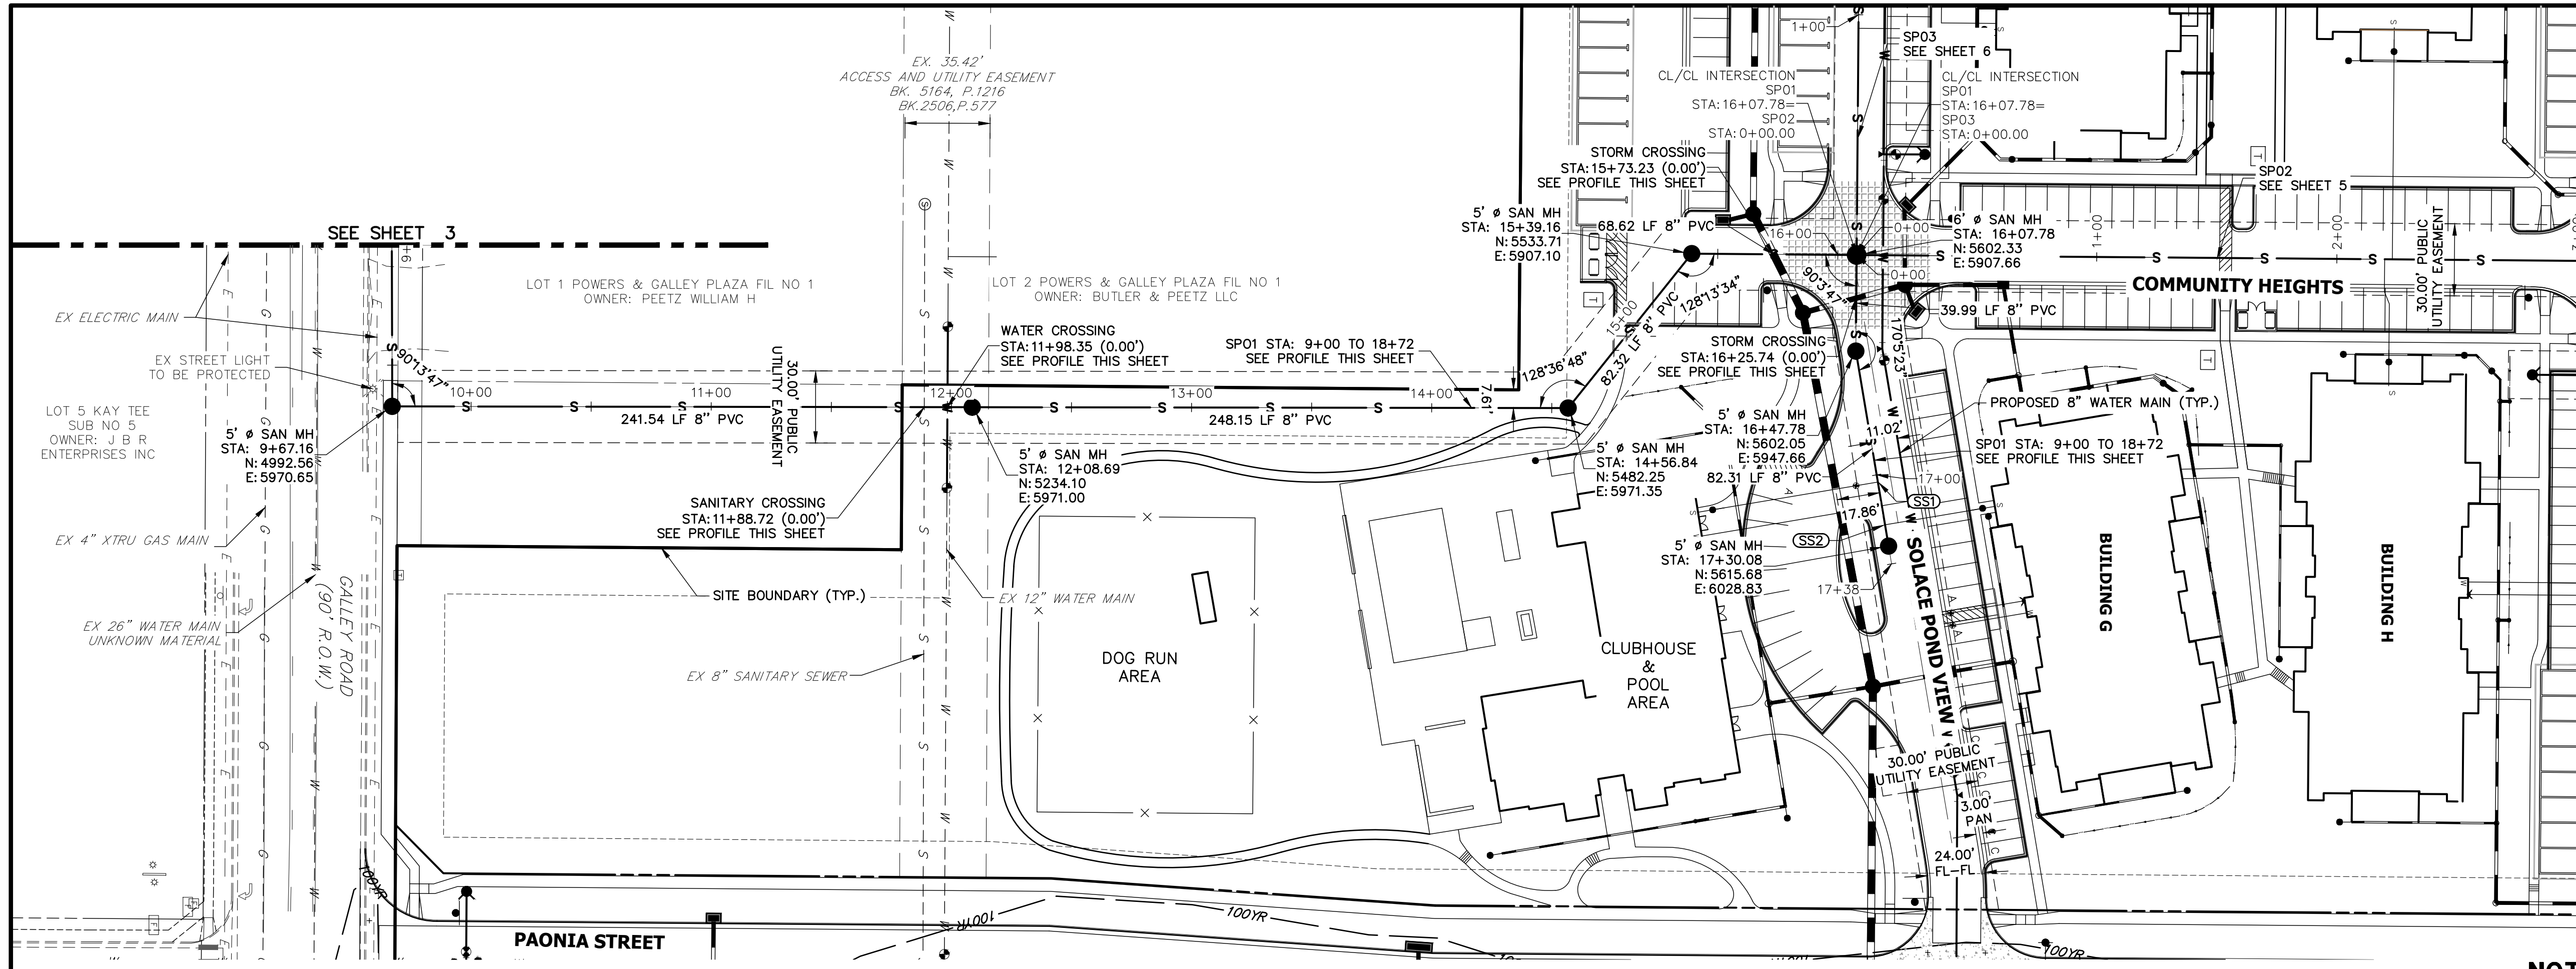 EX. 35.42'
ACCESS AND UTILITY EASEMENT
BK. 5164, P.1216
BK.2506,P.577
1+00
SP03
SEE SHEET 6
CL/CL INTERSECTION
SP01
STA:16+07.78=
SP02
STA:0+00.00
CL/CL INTERSECTION
SP01
STA:16+07.78=
SP03
STA:0+00.00
STORM CROSSING
STA:15+73.23 (0.00')
SEE PROFILE THIS SHEET
SP02
SEE SHEET 5
SEE SHEET 3
5' ø SAN MH
STA: 15+39.16
N:5533.71
E:5907.10
68.62 LF 8" PVC
16+00
0+00
6' ø SAN MH
STA: 16+07.78
N:5602.33
E:5907.66
1+00
2+00
30.00' PUBLIC
UTILITY EASEMENT
0+00
COMMUNITY HEIGHTS
LOT 1 POWERS & GALLEY PLAZA FIL NO 1
OWNER: PEETZ WILLIAM H
LOT 2 POWERS & GALLEY PLAZA FIL NO 1
OWNER: BUTLER & PEETZ LLC
EX ELECTRIC MAIN
EX STREET LIGHT
TO BE PROTECTED
90°13'47"
WATER CROSSING
STA:11+98.35 (0.00')
SEE PROFILE THIS SHEET
SP01 STA: 9+00 TO 18+72
SEE PROFILE THIS SHEET
15+00
128°13'34"
82.32 LF 8" PVC
128°36'48"
90°3'47"
39.99 LF 8" PVC
170°5'23"
STORM CROSSING
STA:16+25.74 (0.00')
SEE PROFILE THIS SHEET
30.00' PUBLIC
UTILITY EASEMENT
10+00
11+00
12+00
13+00
14+00
7.61'
241.54 LF 8" PVC
248.15 LF 8" PVC
LOT 5 KAY TEE
SUB NO 5
OWNER: J B R
ENTERPRISES INC
5' ø SAN MH
STA: 9+67.16
N:4992.56
E:5970.65
5' ø SAN MH
STA: 12+08.69
N:5234.10
E:5971.00
5' ø SAN MH
STA: 14+56.84
N:5482.25
E:5971.35
5' ø SAN MH
STA: 16+47.78
N:5602.05
E:5947.66
PROPOSED 8" WATER MAIN (TYP.)
11.02'
SP01 STA: 9+00 TO 18+72
SEE PROFILE THIS SHEET
82.31 LF 8" PVC
17+00
SS1
17.86'
SS2
SANITARY CROSSING
STA:11+88.72 (0.00')
SEE PROFILE THIS SHEET
5' ø SAN MH
STA: 17+30.08
N:5615.68
E:6028.83
17+38
EX 4" XTRU GAS MAIN
SITE BOUNDARY (TYP.)
EX 12" WATER MAIN
EX 26" WATER MAIN
UNKNOWN MATERIAL
GALLEY ROAD
(90' R.O.W.)
EX 8" SANITARY SEWER
DOG RUN
AREA
CLUBHOUSE
&
POOL
AREA
SOLACE POND VIEW
BUILDING G
BUILDING H
30.00' PUBLIC
UTILITY EASEMENT
3.00'
PAN
24.00'
FL-FL
100YR
100YR
100YR
100YR
PAONIA STREET